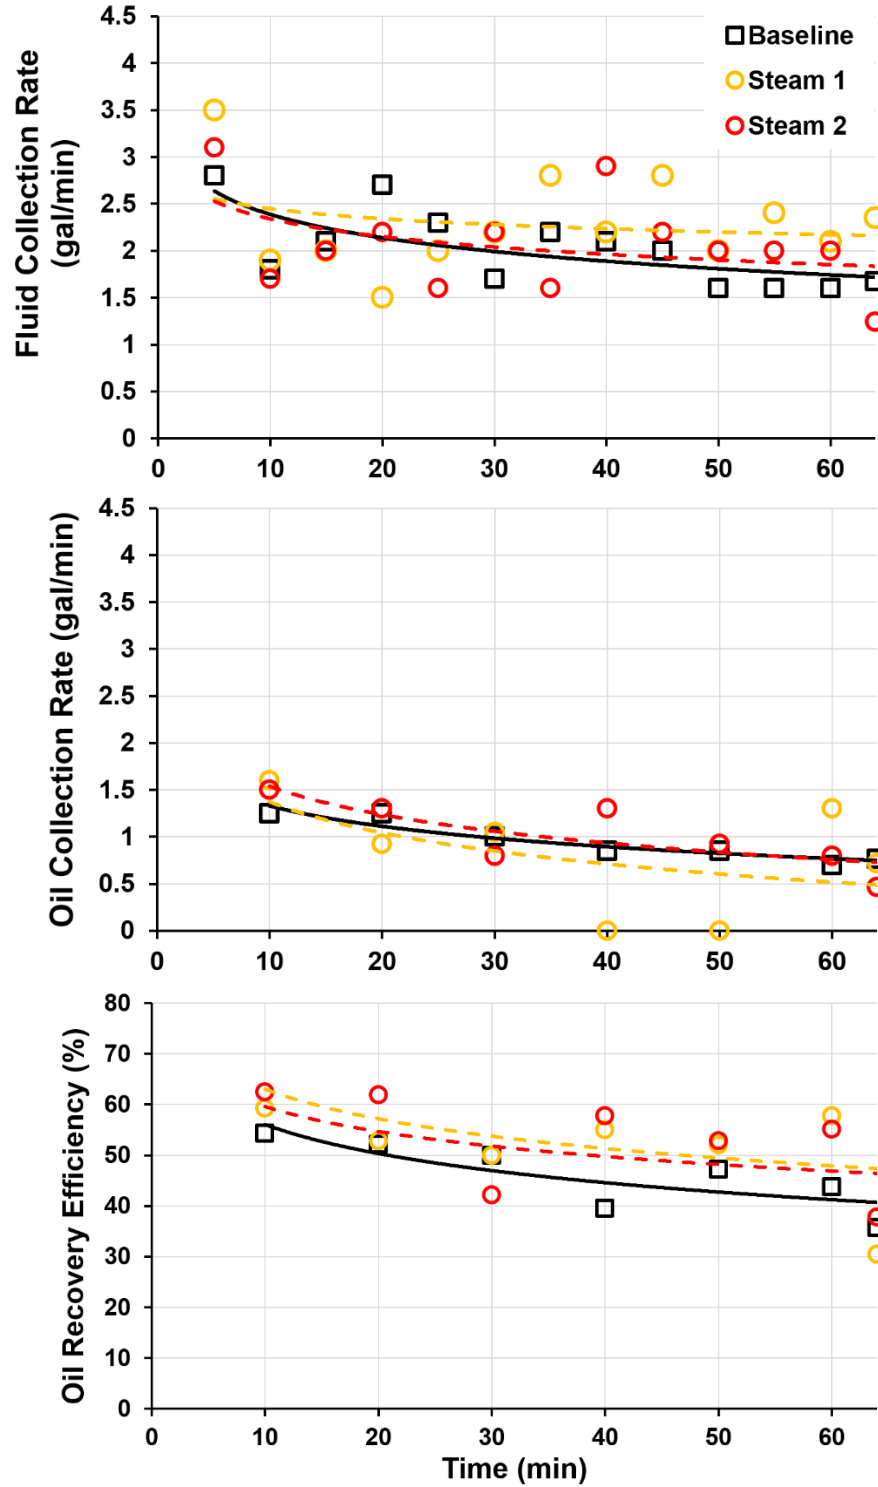 4.5
4
3.5
3
2.5
2
1.5
1
0.5
0
Fluid Collection Rate
(gal/min)
Baseline
Steam 1
Steam 2
0 10 20 30 40 50 60
4.5
4
3.5
3
2.5
2
1.5
1
0.5
0
Oil Collection Rate (gal/min)
0 10 20 30 40 50 60
80
70
60
50
40
30
20
10
0
Oil Recovery Efficiency (%)
0 10 20 30 40 50 60
Time (min)